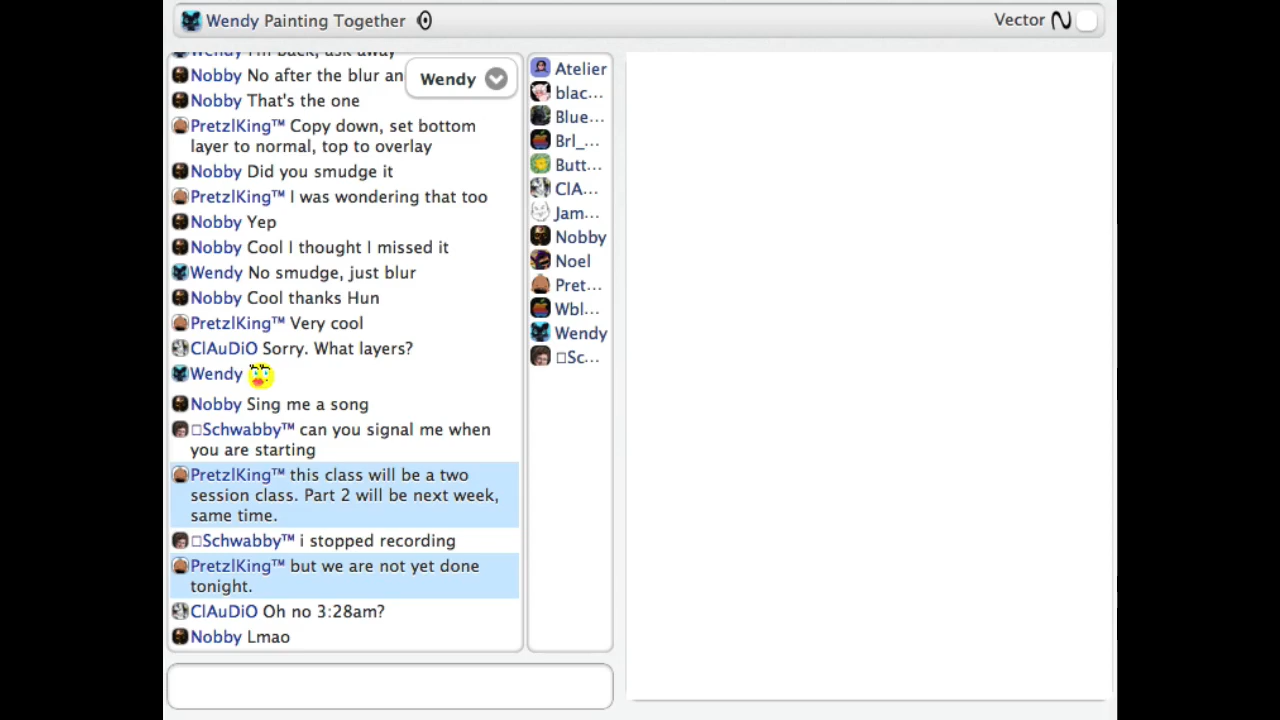 Wendy Painting Together
Vector
Wendy I'm back, ask away
Nobby No after the blur an
Wendy
Nobby That's the one
PretzlKing™ Copy down, set bottom
layer to normal, top to overlay
Nobby Did you smudge it
PretzlKing™ I was wondering that too
Nobby Yep
Nobby Cool I thought I missed it
Wendy No smudge, just blur
Nobby Cool thanks Hun
PretzlKing™ Very cool
ClAuDiO Sorry. What layers?
Wendy
Nobby Sing me a song
□Schwabby™ can you signal me when
you are starting
PretzlKing™ this class will be a two
session class. Part 2 will be next week,
same time.
□Schwabby™ i stopped recording
PretzlKing™ but we are not yet done
tonight.
ClAuDiO Oh no 3:28am?
Nobby Lmao
Atelier
blac...
Blue...
Brl_...
Butt...
ClA...
Jam...
Nobby
Noel
Pret...
Wbl...
Wendy
□Sc...